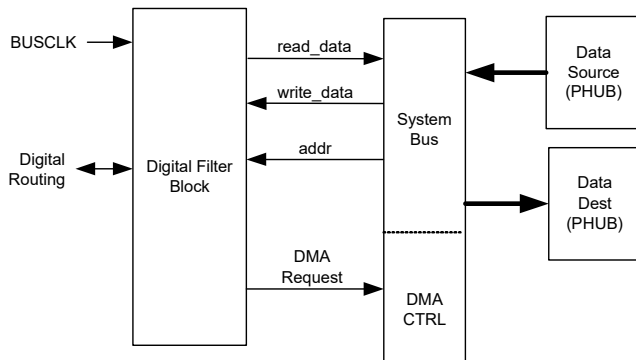 BUSCLK
Digital
Routing
Digital Filter
Block
read_data
write_data
addr
DMA
Request
System
Bus
DMA
CTRL
Data
Source
(PHUB)
Data
Dest
(PHUB)